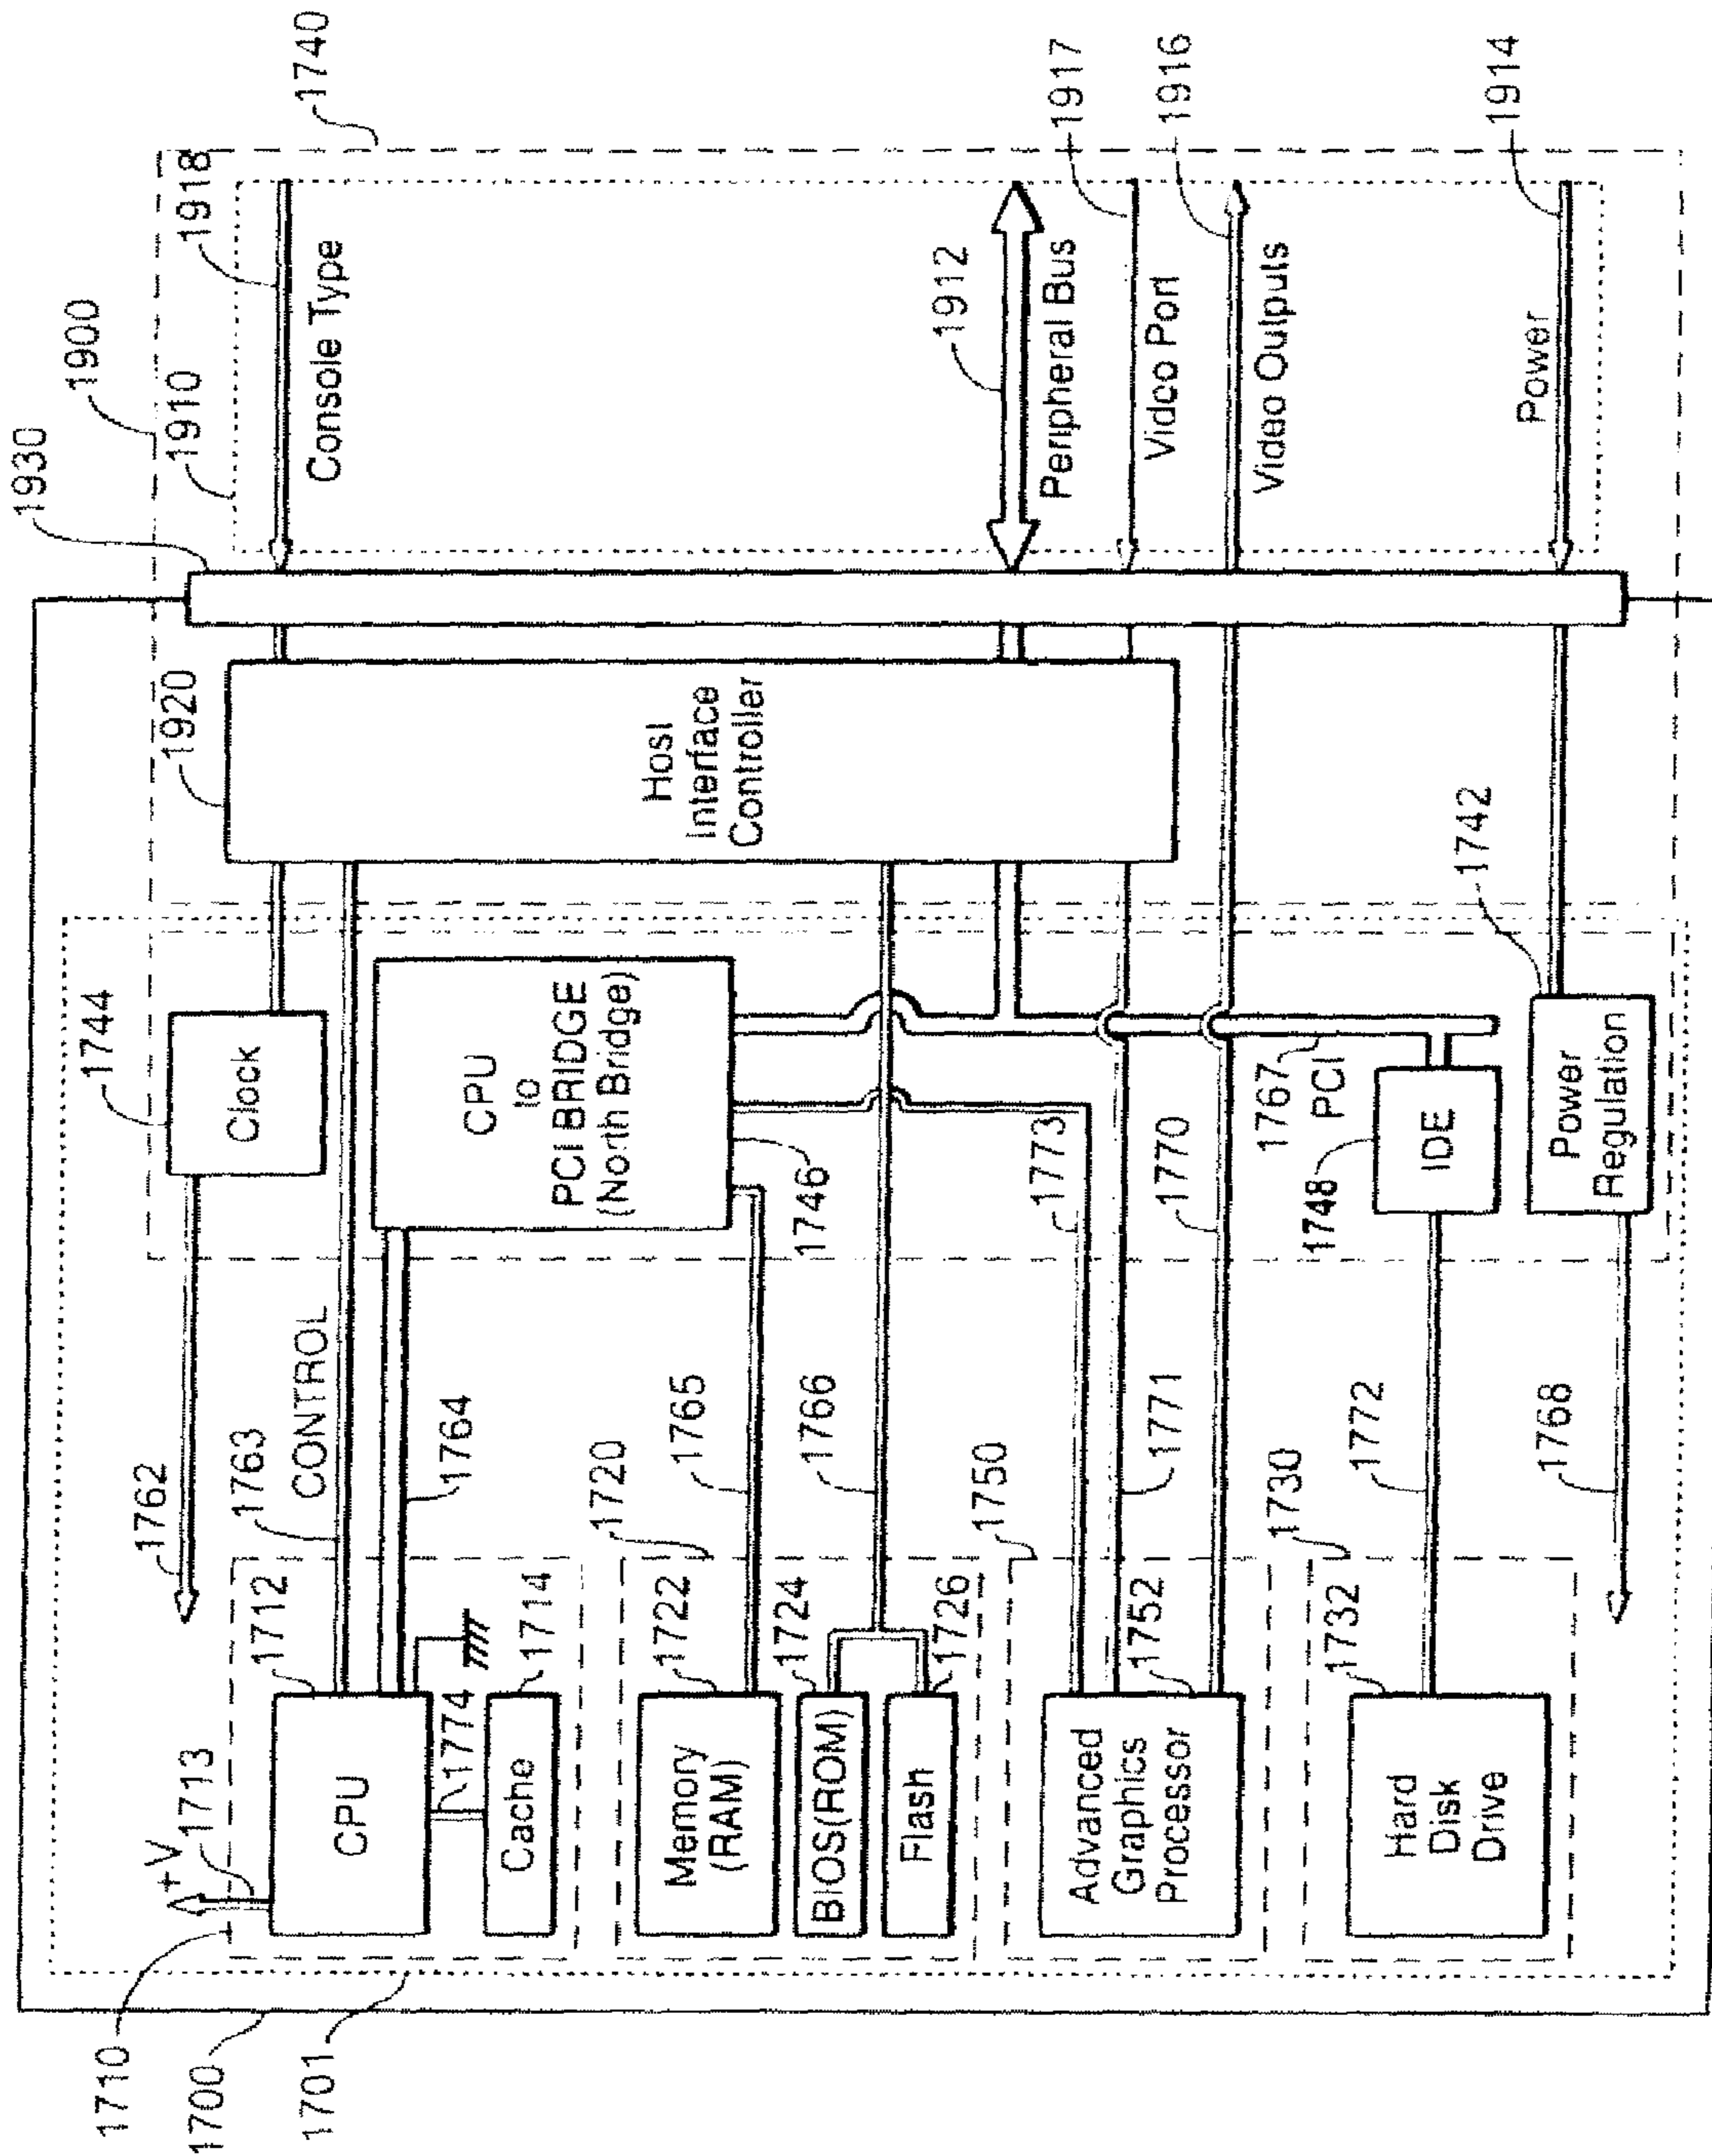 1710
1700
1701
+V
1713
CPU
1712
1774
Cache
1714
1762
1763
CONTROL
1764
1744
Clock
CPU
to
PCI BRIDGE
(North Bridge)
1746
1720
1722
Memory
(RAM)
1724
BIOS(ROM)
1726
Flash
1765
1766
1750
1752
Advanced
Graphics
Processor
1773
1771
1770
1730
1732
Hard
Disk
Drive
1772
1768
1767
PCI
1748
IDE
1742
Power
Regulation
1920
Host
Interface
Controller
1930
1910
1900
1918
1740
Console Type
1912
Peripheral Bus
1917
Video Port
1916
Video Outputs
1914
Power